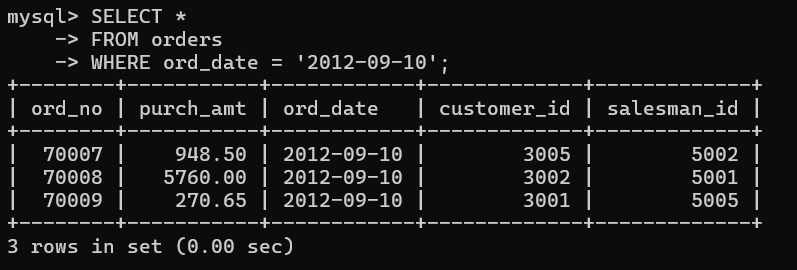 mysql> SELECT *
    -> FROM orders
    -> WHERE ord_date = '2012-09-10';
+--------+-----------+------------+-------------+-------------+
| ord_no | purch_amt | ord_date   | customer_id | salesman_id |
+--------+-----------+------------+-------------+-------------+
|  70007 |    948.50 | 2012-09-10 |        3005 |        5002 |
|  70008 |   5760.00 | 2012-09-10 |        3002 |        5001 |
|  70009 |    270.65 | 2012-09-10 |        3001 |        5005 |
+--------+-----------+------------+-------------+-------------+
3 rows in set (0.00 sec)